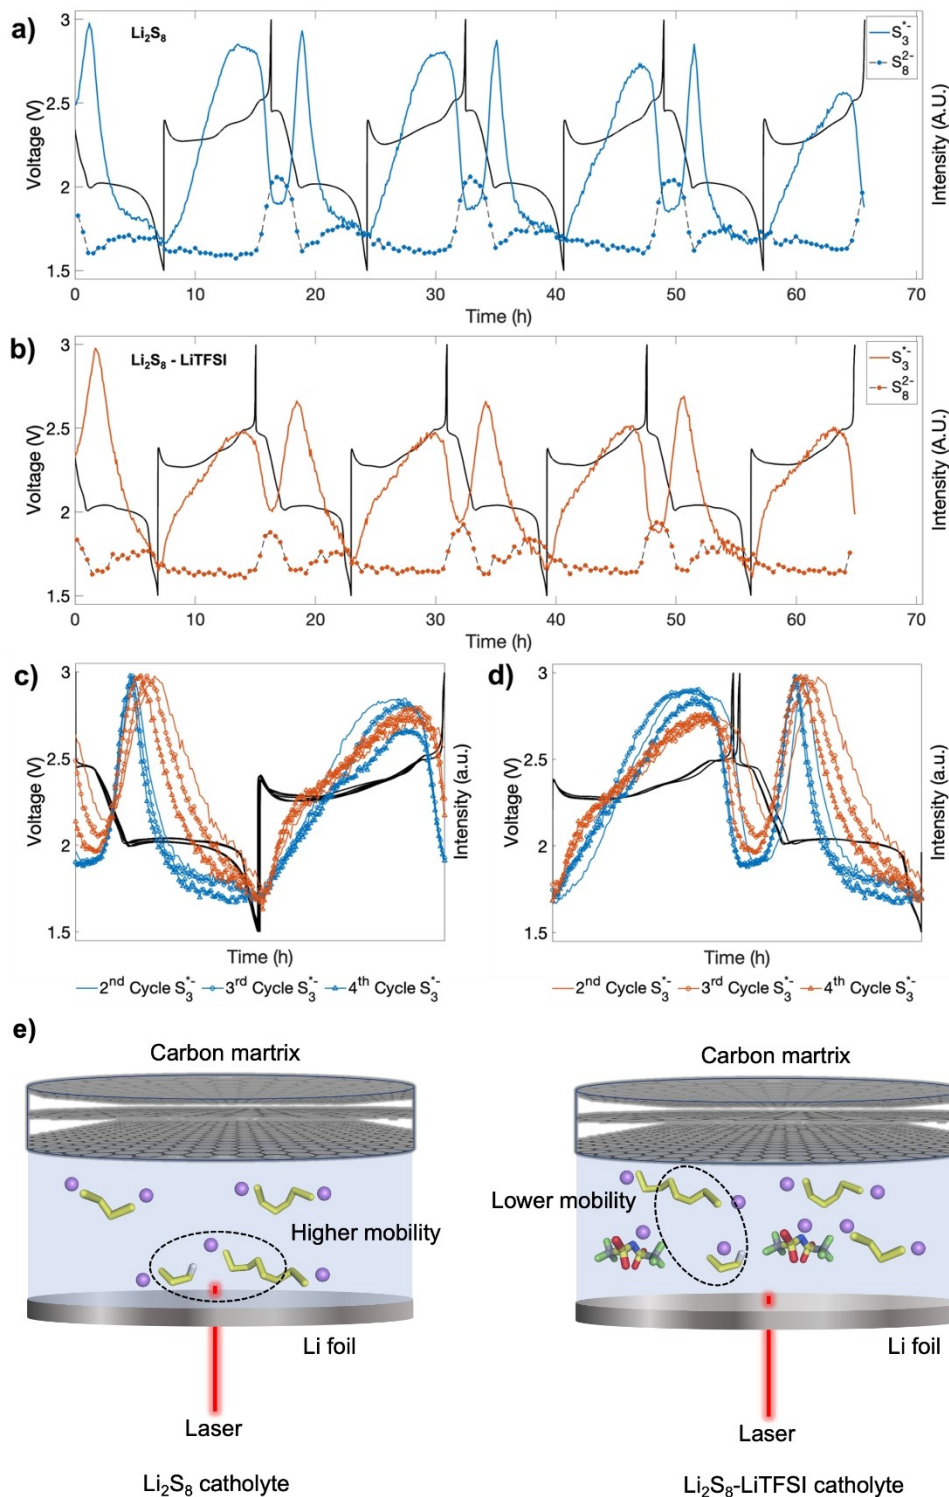 a)
Li₂S₈
S₃*-
S₈²⁻
3
2.5
2
1.5
Voltage (V)
Intensity (A.U.)
0 10 20 30 40 50 60 70
Time (h)
b)
Li₂S₈ - LiTFSI
S₃*-
S₈²⁻
3
2.5
2
1.5
Voltage (V)
Intensity (A.U.)
0 10 20 30 40 50 60 70
Time (h)
c)
3
2.5
2
1.5
Voltage (V)
Intensity (a.u.)
Time (h)
2nd Cycle S₃*- 3rd Cycle S₃*- 4th Cycle S₃*-
d)
3
2.5
2
1.5
Voltage (V)
Intensity (a.u.)
Time (h)
2nd Cycle S₃*- 3rd Cycle S₃*- 4th Cycle S₃*-
e)
Carbon martrix
Higher mobility
Li foil
Laser
Li₂S₈ catholyte
Carbon martrix
Lower mobility
Li foil
Laser
Li₂S₈-LiTFSI catholyte